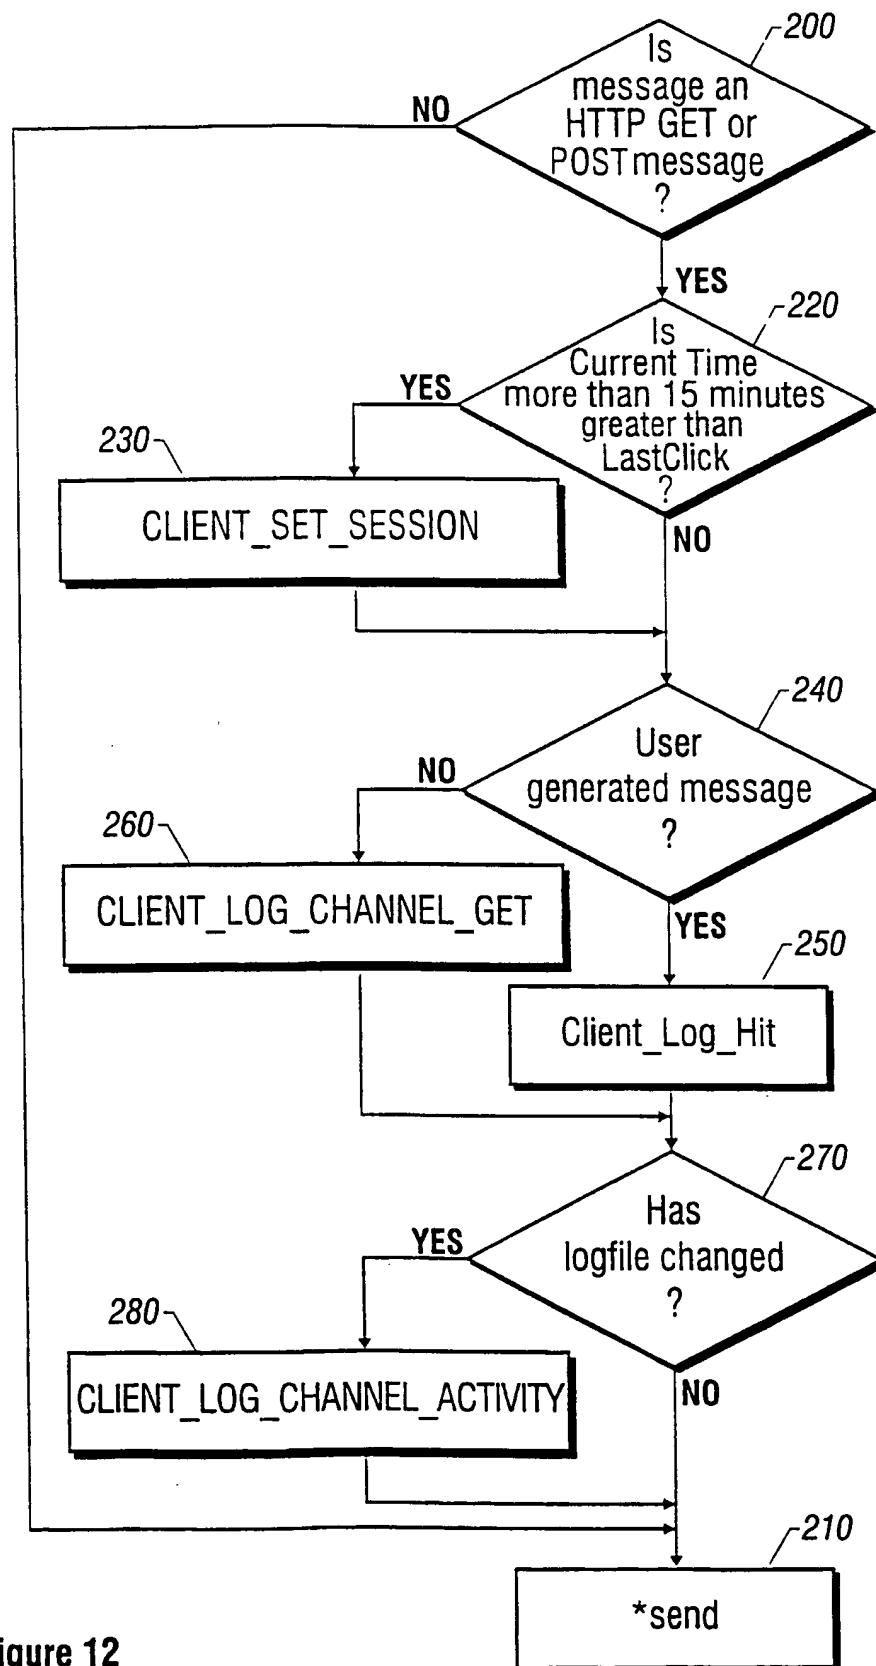 200
Is
message an
HTTP GET or
POST message
?
NO
YES
220
Is
Current Time
more than 15 minutes
greater than
LastClick
?
YES
NO
230
CLIENT_SET_SESSION
240
User
generated message
?
NO
YES
260
CLIENT_LOG_CHANNEL_GET
250
Client_Log_Hit
270
Has
logfile changed
?
YES
NO
280
CLIENT_LOG_CHANNEL_ACTIVITY
210
*send
igure 12